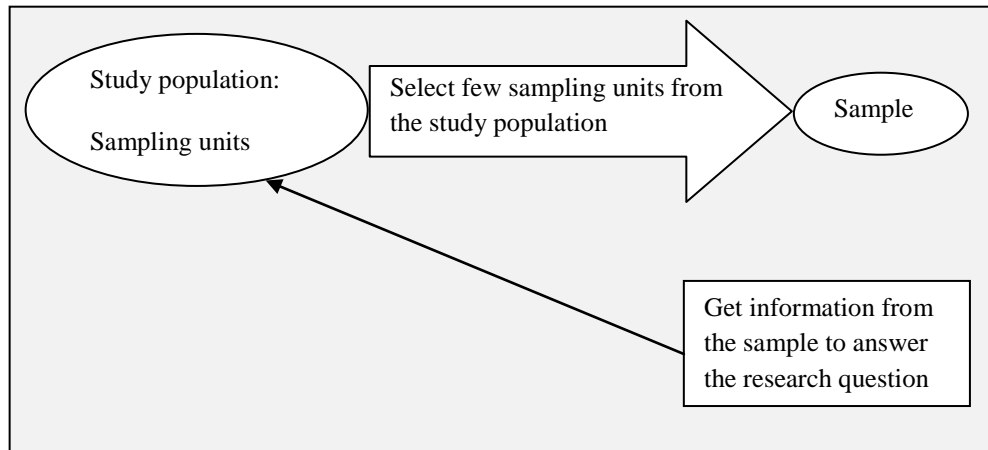 Study population:
Sampling units
Select few sampling units from
the study population
Sample
Get information from
the sample to answer
the research question